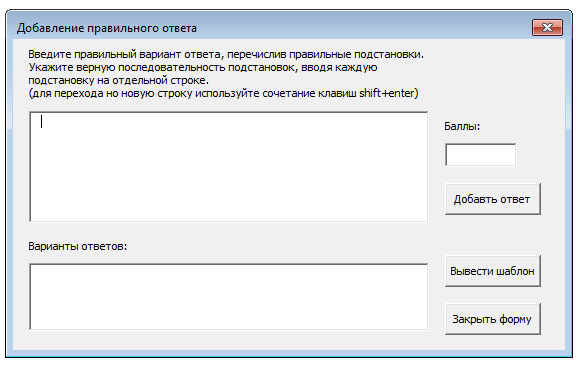 Добавление правильного ответа
Введите правильный вариант ответа, перечислив правильные подстановки.
Укажите верную последовательность подстановок, вводя каждую
подстановку на отдельной строке.
(для перехода но новую строку используйте сочетание клавиш shift+enter)
Баллы:
Добавть ответ
Варианты ответов:
Вывести шаблон
Закрыть форму